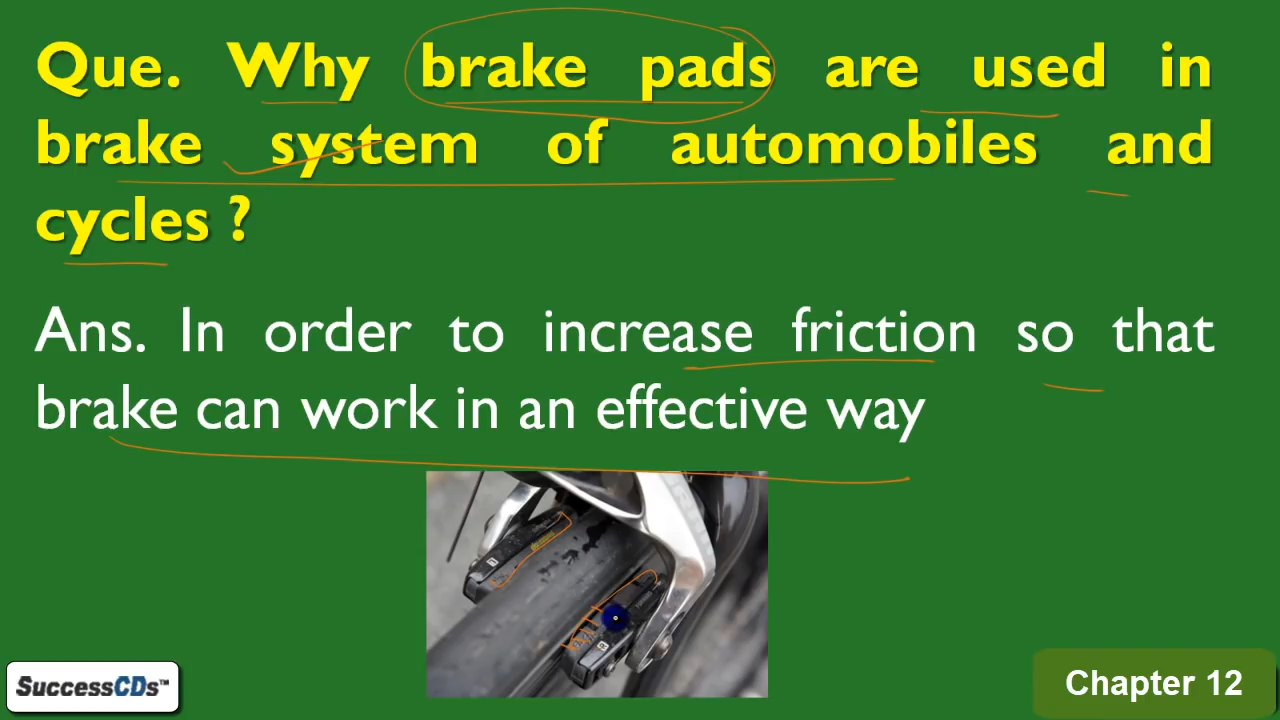 Que. Why brake pads are used in
brake system of automobiles and
cycles ?
Ans. In order to increase friction so that
brake can work in an effective way
SuccessCDs™
Chapter 12